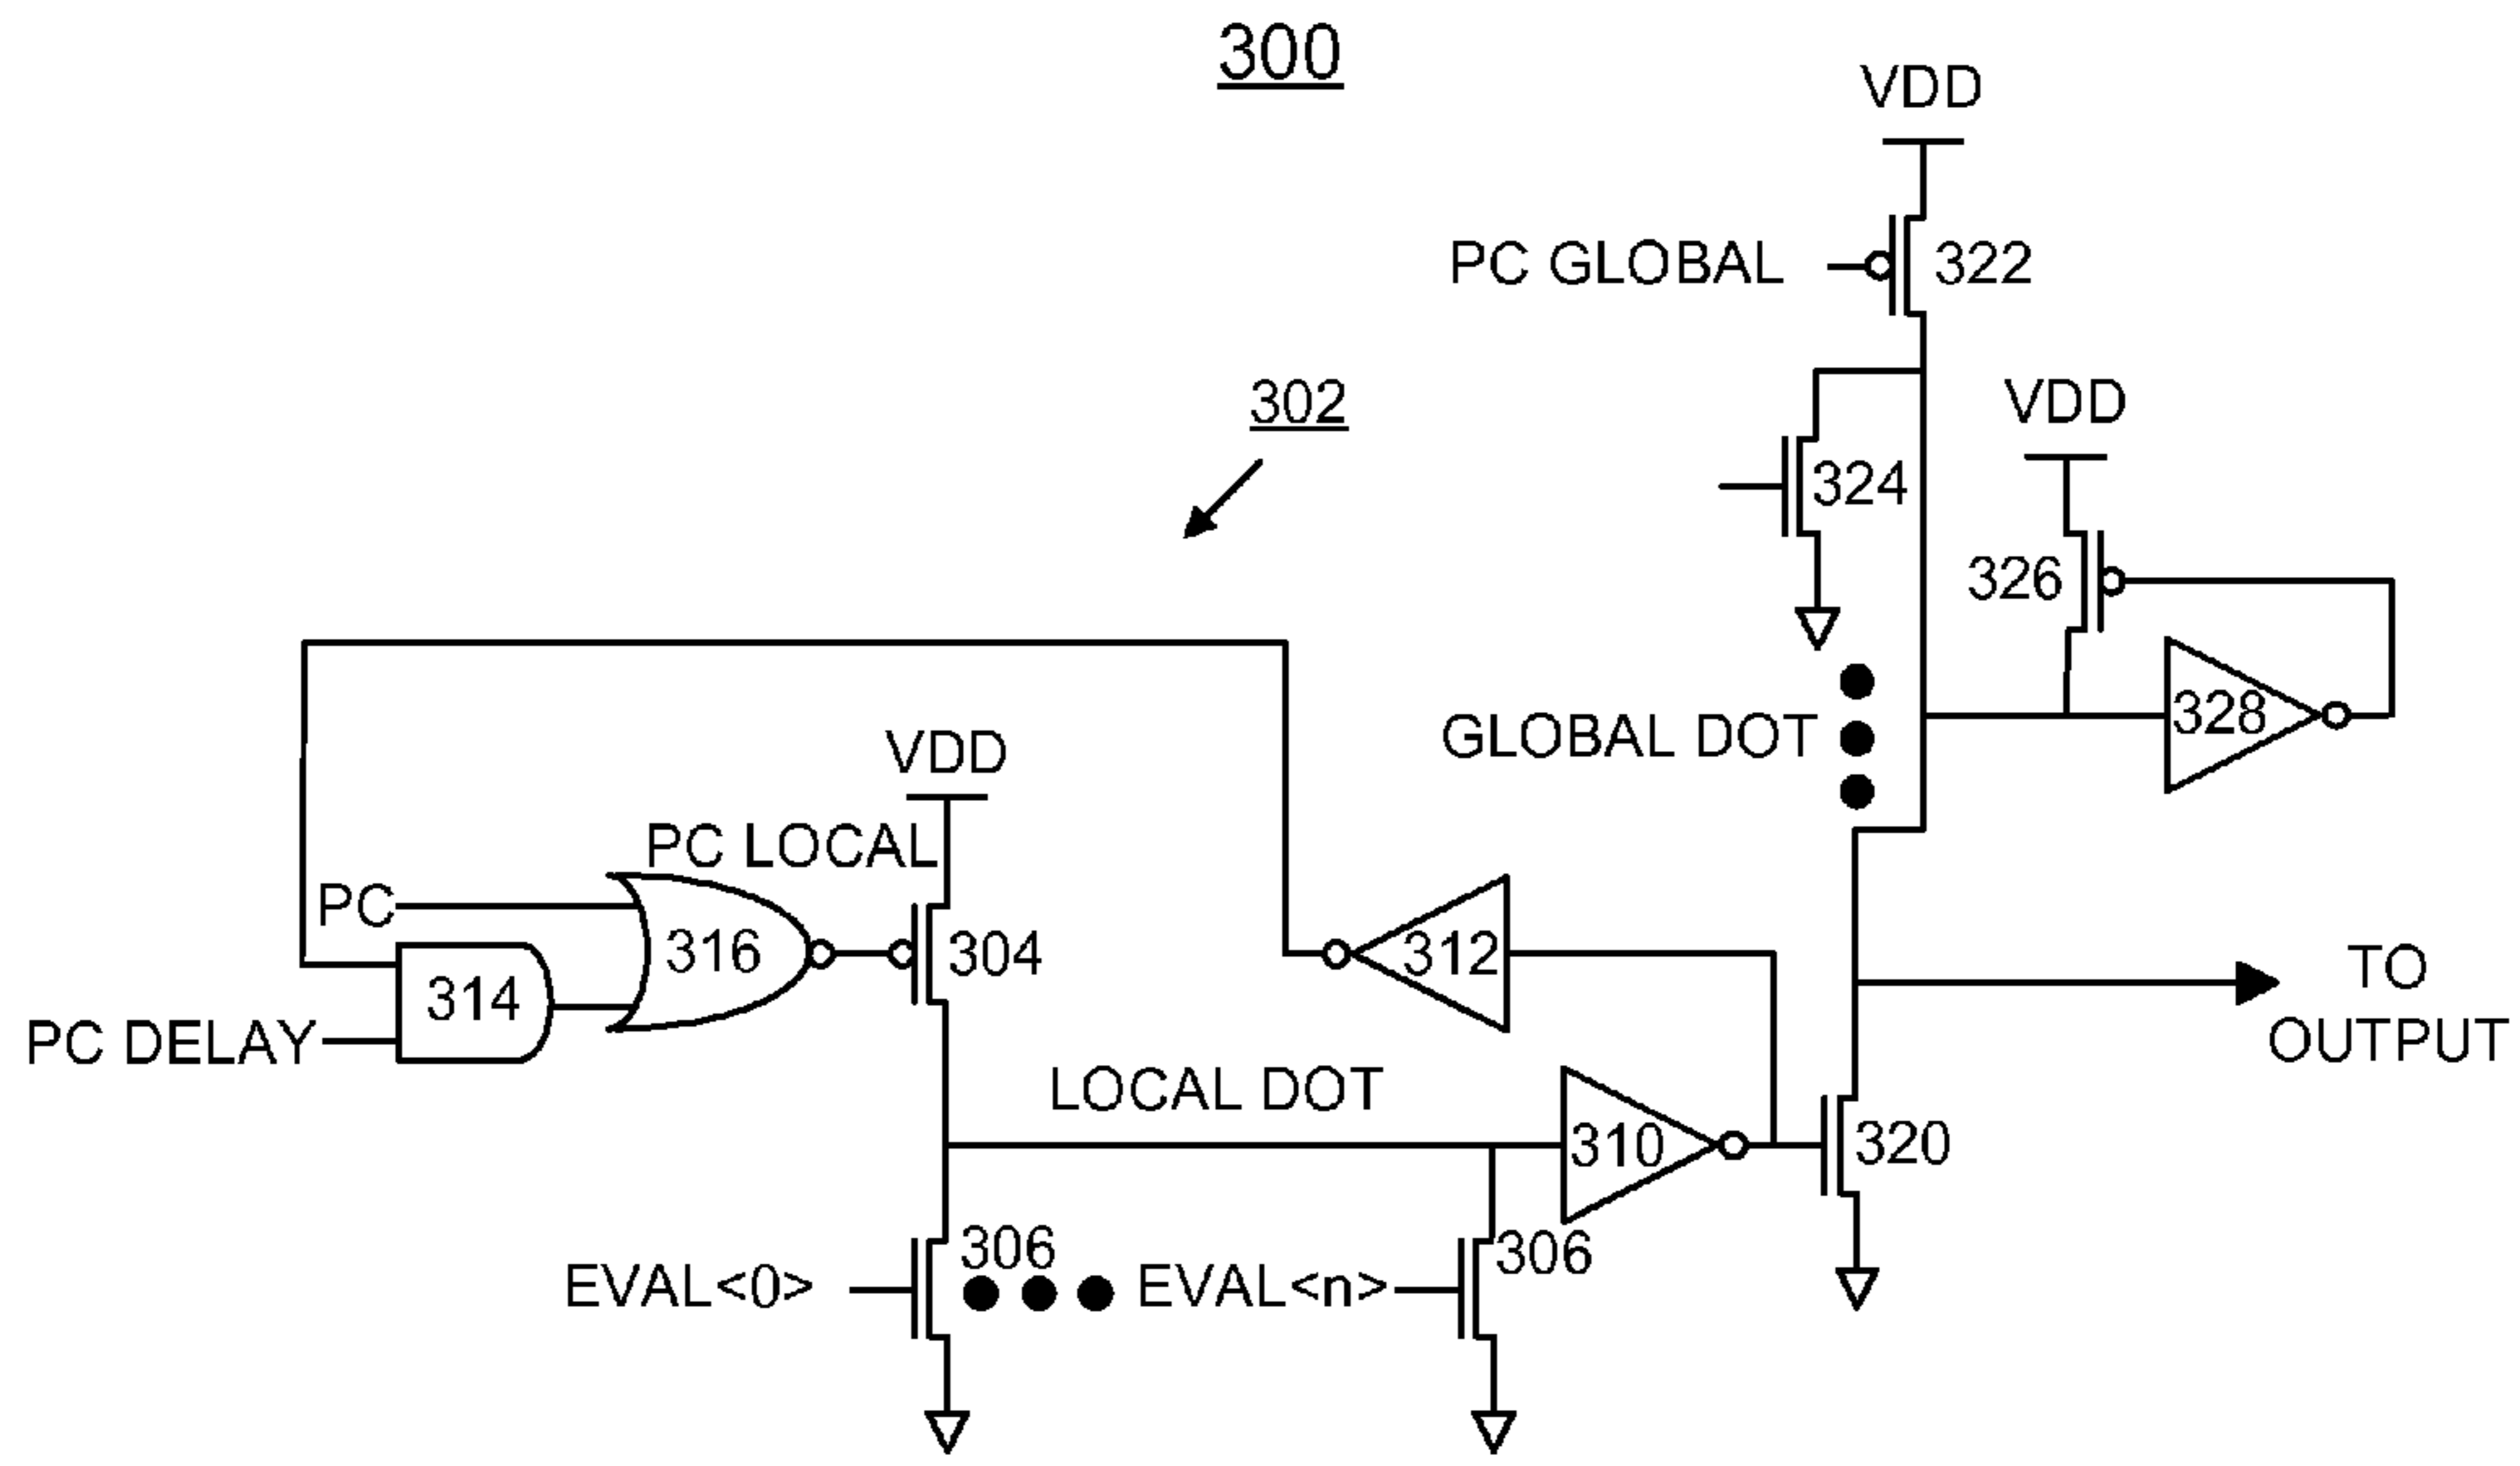 300
VDD
PC GLOBAL
322
302
VDD
324
326
328
GLOBAL DOT
VDD
PC LOCAL
PC
316
304
312
314
PC DELAY
TO
OUTPUT
LOCAL DOT
310
320
306
306
EVAL<0>
EVAL<n>